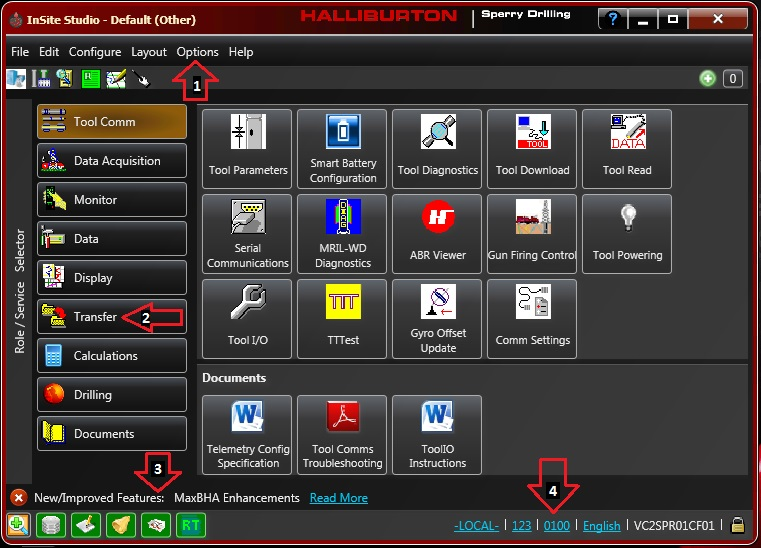 InSite Studio - Default (Other)
HALLIBURTON | Sperry Drilling
?
File Edit Configure Layout Options Help
1
R
0
Role / Service Selector
Tool Comm
Data Acquisition
Monitor
Data
Display
Transfer
2
Calculations
Drilling
Documents
Tool Parameters
Smart Battery
Configuration
Tool Diagnostics
TOOL
Tool Download
DATA
Tool Read
Serial
Communications
DIAG
MRIL-WD
Diagnostics
H
ABR Viewer
Gun Firing Control
Tool Powering
Tool I/O
TTT
TTTest
Gyro Offset
Update
Comm Settings
Documents
W
Telemetry Config
Specification
Tool Comms
Troubleshooting
W
ToolIO
Instructions
3
4
New/Improved Features: MaxBHA Enhancements Read More
RT
-LOCAL- | 123 | 0100 | English | VC2SPR01CF01 |